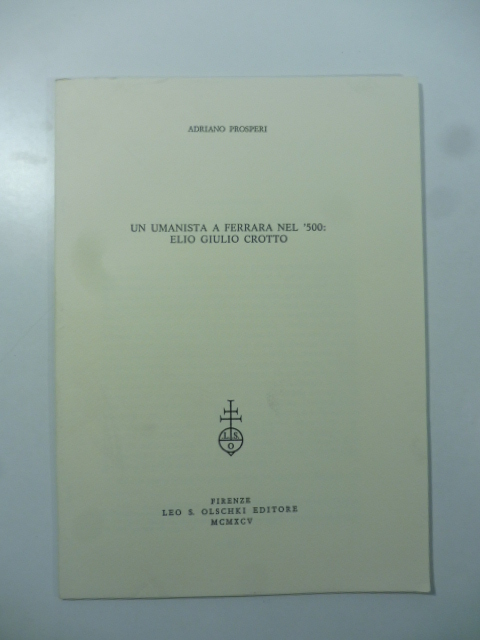 ADRIANO PROSPERI
UN UMANISTA A FERRARA NEL '500:
ELIO GIULIO CROTTO
L S
O
FIRENZE
LEO S. OLSCHKI EDITORE
MCMXCV